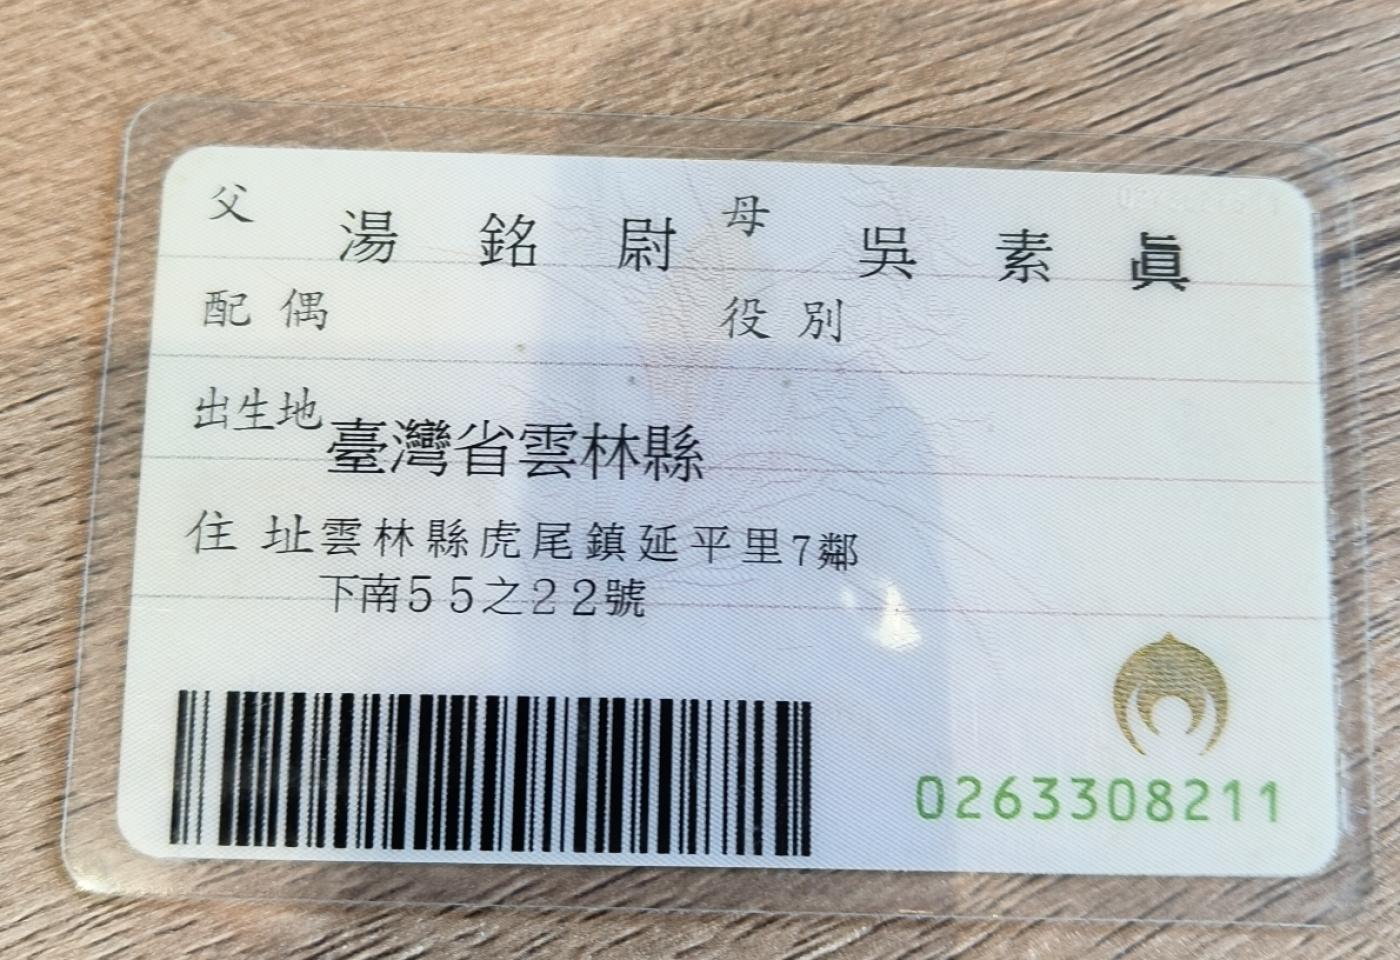 父 湯銘尉 母 吳素眞
配偶 役別
出生地 臺灣省雲林縣
住址 雲林縣虎尾鎮延平里7鄰
下南55之22號
0263308211